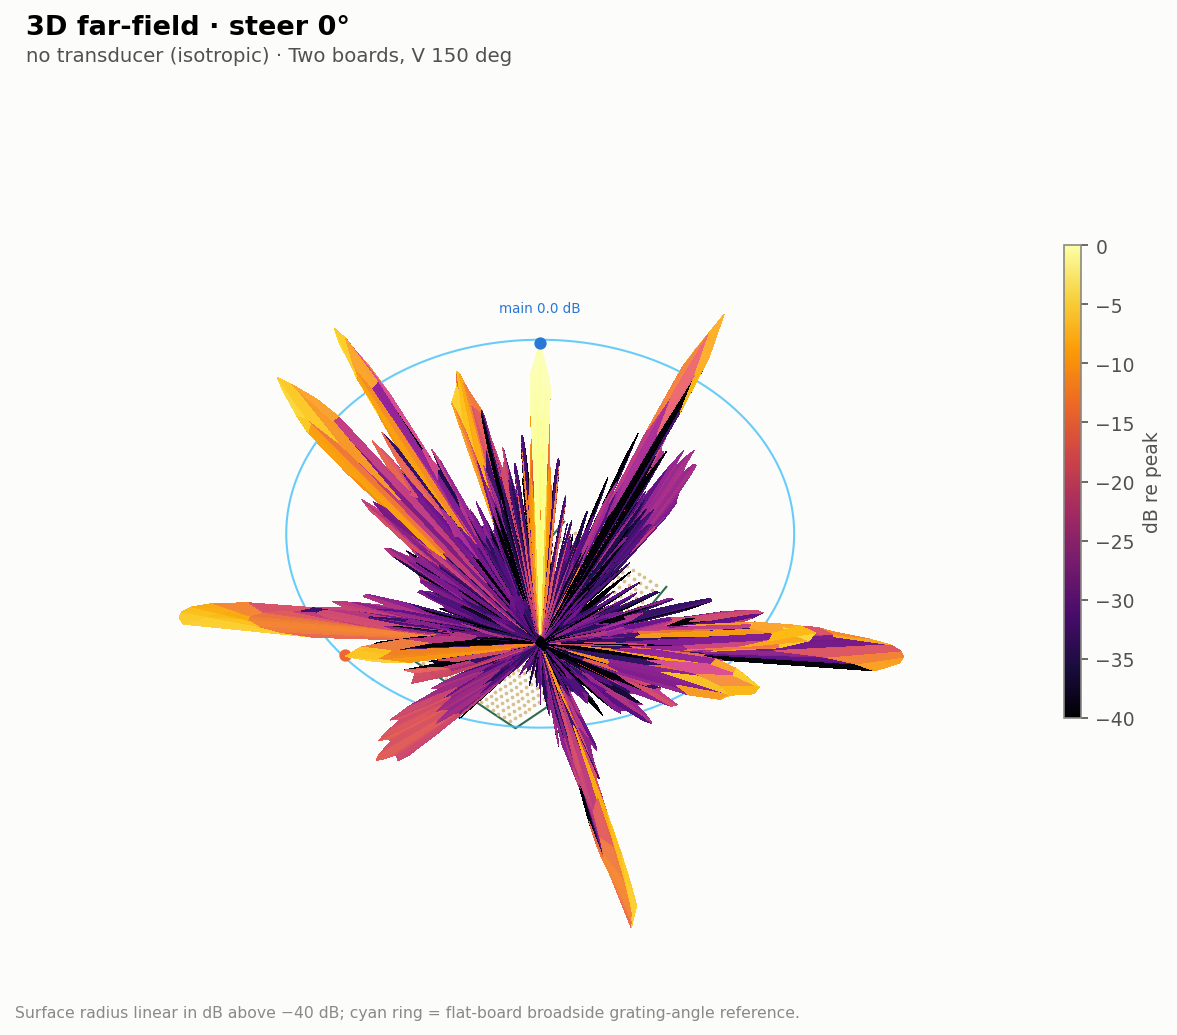 3D far-field · steer 0°
no transducer (isotropic) · Two boards, V 150 deg
main 0.0 dB
0
−5
−10
−15
−20
−25
−30
−35
−40
dB re peak
Surface radius linear in dB above −40 dB; cyan ring = flat-board broadside grating-angle reference.